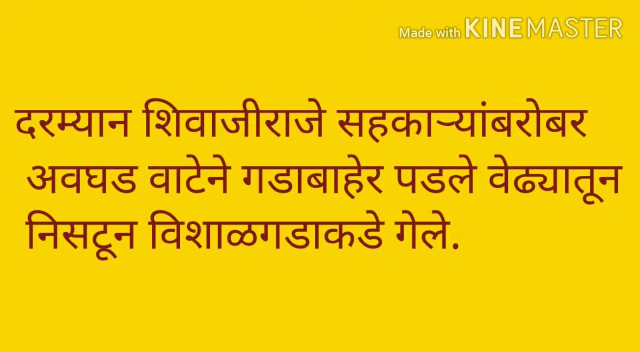 Made with KINEMASTER
दरम्यान शिवाजीराजे सहकाऱ्यांबरोबर
अवघड वाटेने गडाबाहेर पडले वेढ्यातून
निसटून विशाळगडाकडे गेले.